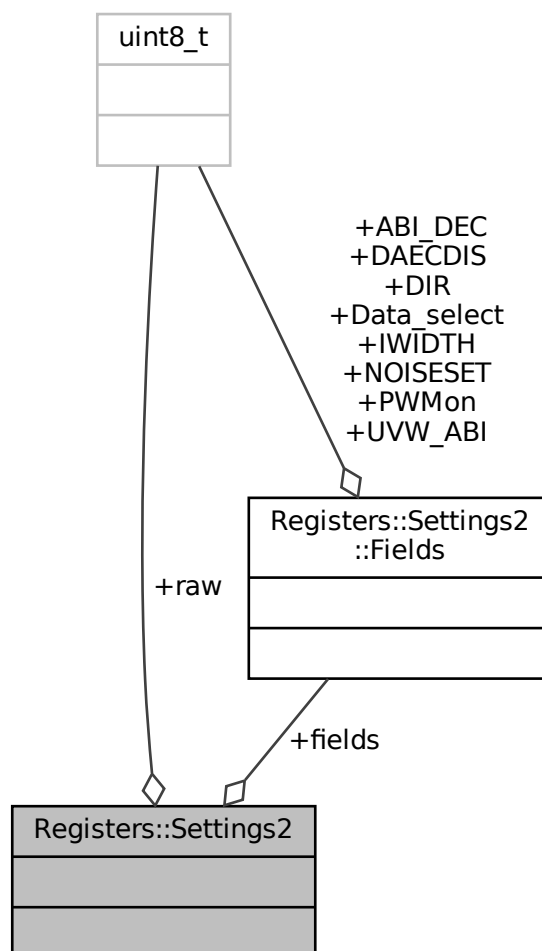 uint8_t
+ABI_DEC
+DAECDIS
+DIR
+Data_select
+IWIDTH
+NOISESET
+PWMon
+UVW_ABI
Registers::Settings2
::Fields
+raw
+fields
Registers::Settings2